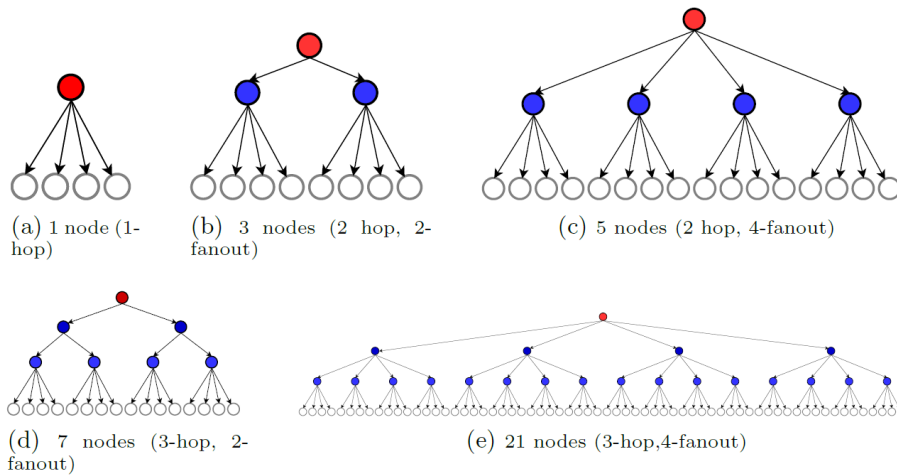 (a) 1 node (1-
hop)
(b) 3 nodes (2 hop, 2-
fanout)
(c) 5 nodes (2 hop, 4-fanout)
(d) 7 nodes (3-hop, 2-
fanout)
(e) 21 nodes (3-hop,4-fanout)